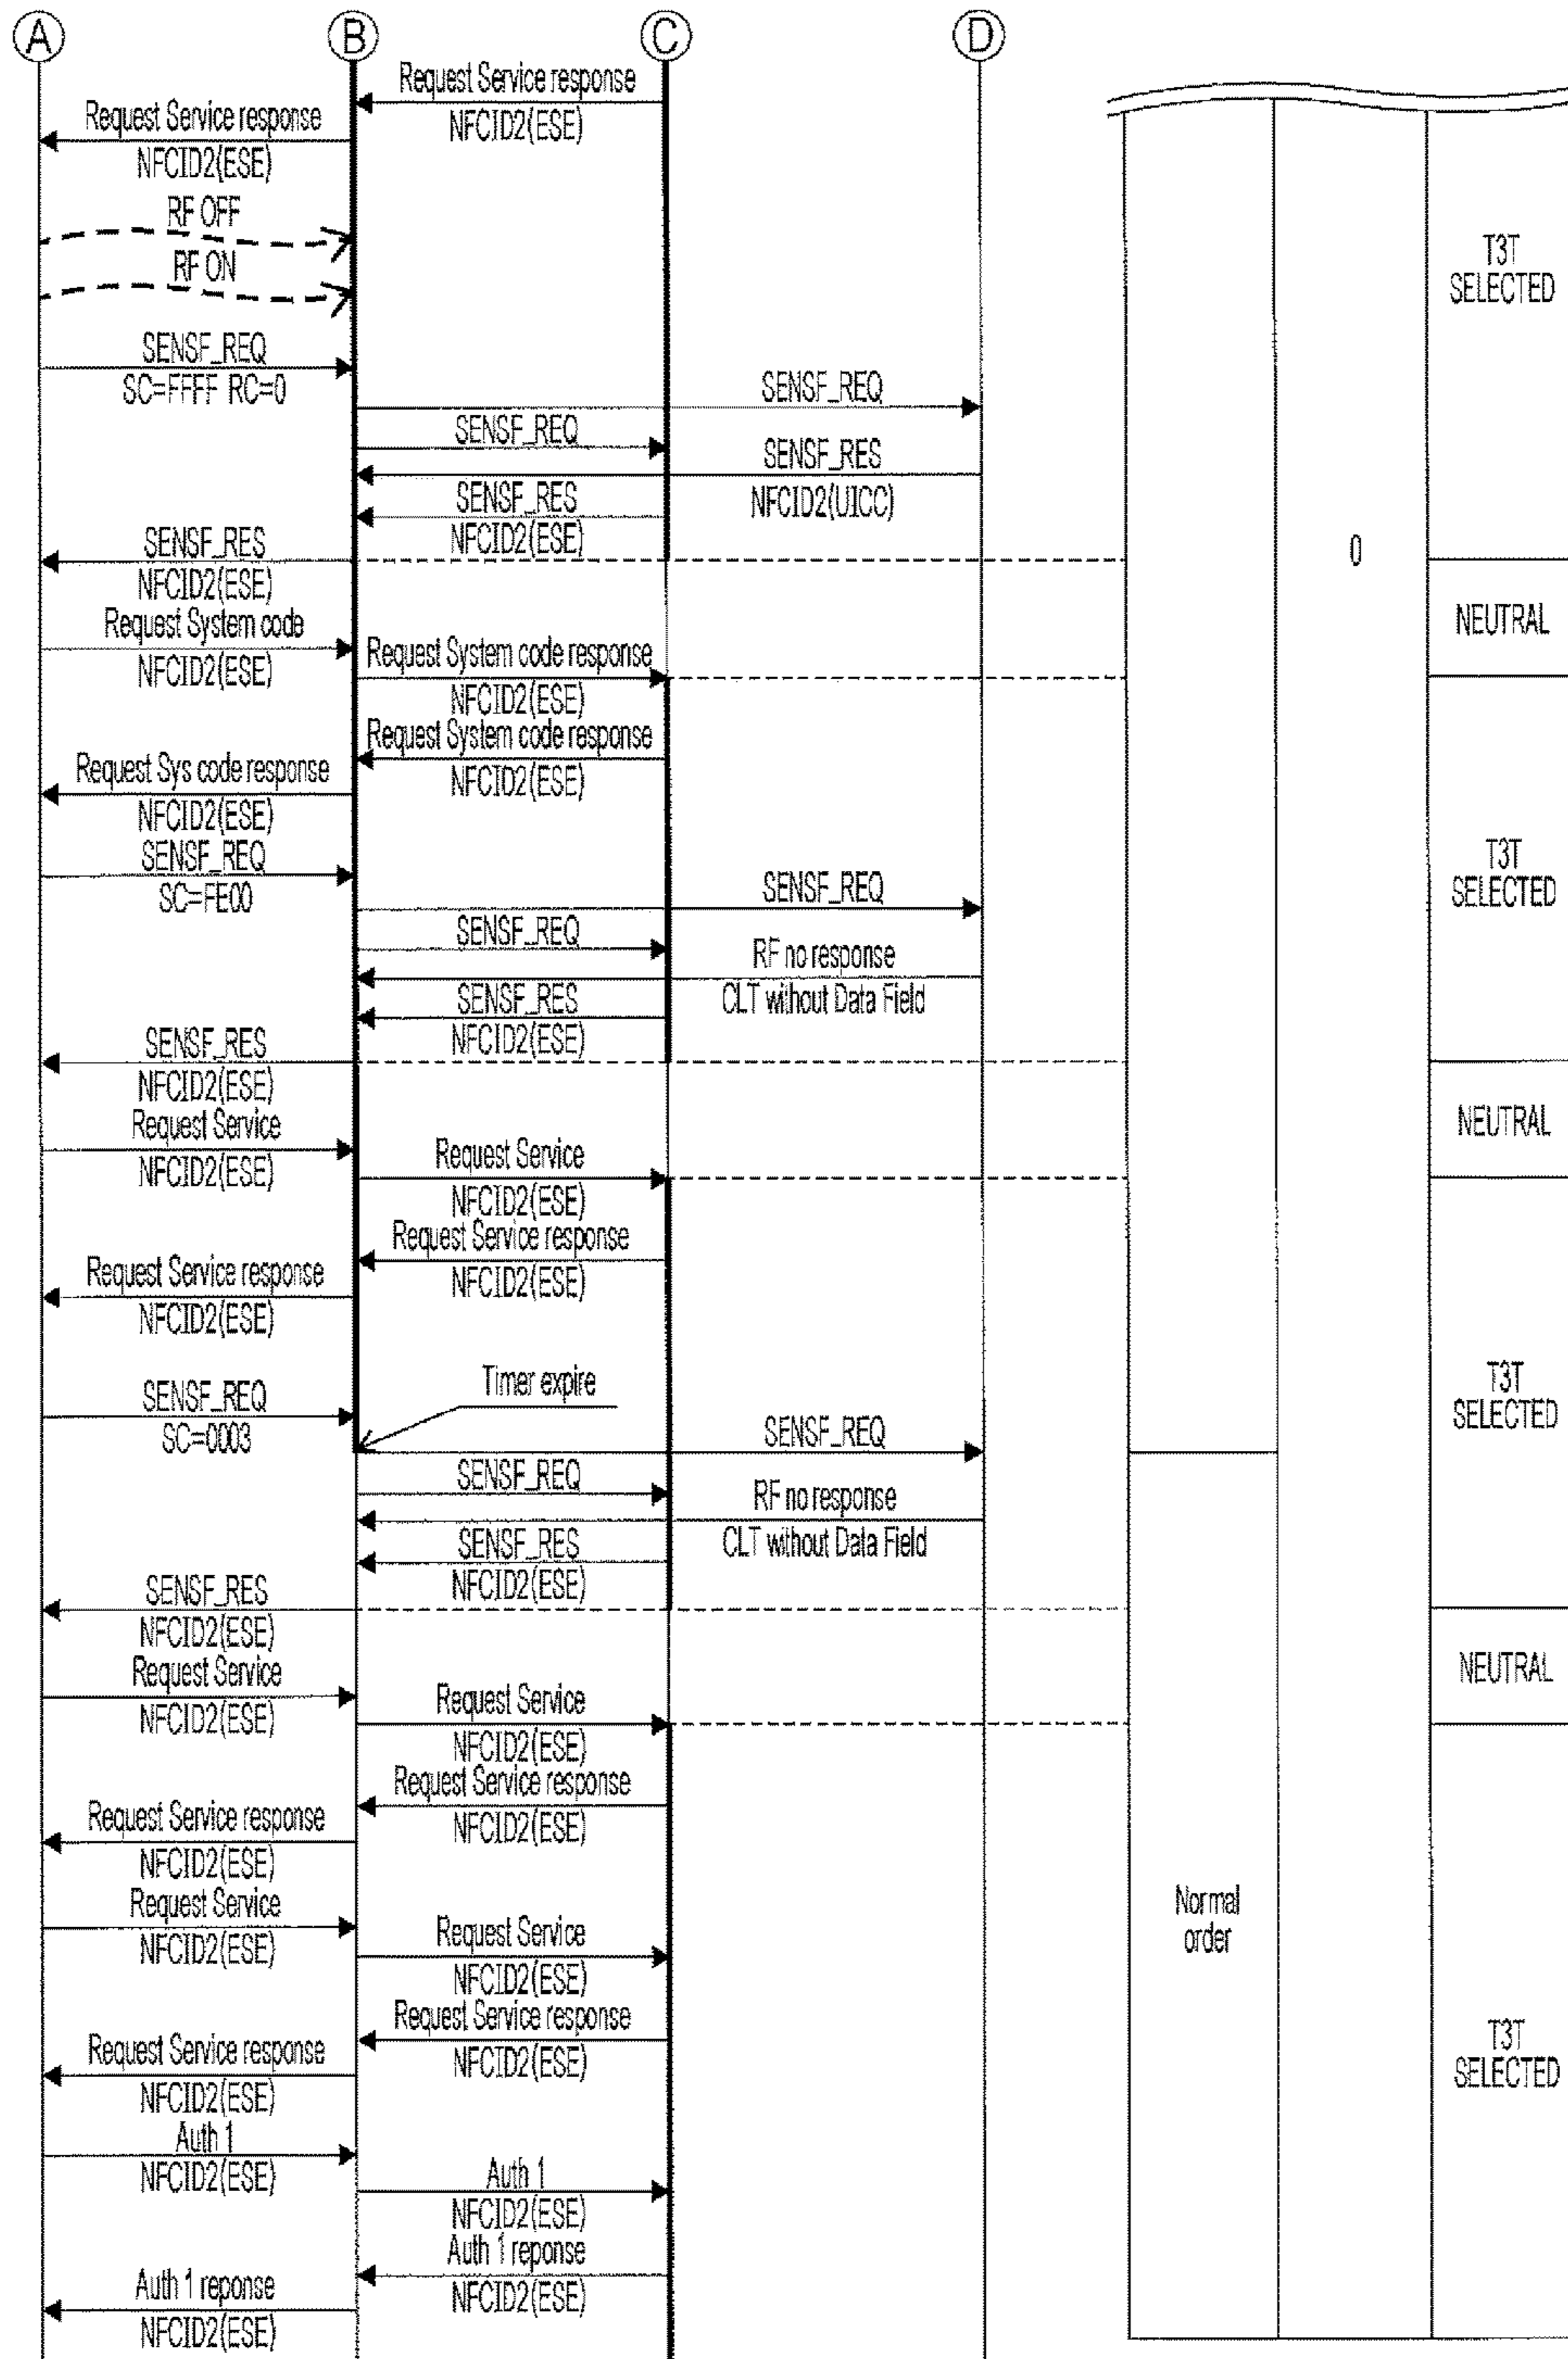 A
B
C
D
Request Service response
NFCID2(ESE)
Request Service response
NFCID2(ESE)
RF OFF
RF ON
T3T
SELECTED
SENSF_REQ
SC=FFFF RC=0
SENSF_REQ
SENSF_REQ
SENSF_RES
NFCID2(UICC)
SENSF_RES
NFCID2(ESE)
SENSF_RES
NFCID2(ESE)
0
Request System code
NFCID2(ESE)
NEUTRAL
Request System code response
NFCID2(ESE)
Request System code response
NFCID2(ESE)
Request Sys code response
NFCID2(ESE)
SENSF_REQ
SC=FE00
T3T
SELECTED
SENSF_REQ
SENSF_REQ
RF no response
CLT without Data Field
SENSF_RES
NFCID2(ESE)
SENSF_RES
NFCID2(ESE)
Request Service
NFCID2(ESE)
NEUTRAL
Request Service
NFCID2(ESE)
Request Service response
NFCID2(ESE)
Request Service response
NFCID2(ESE)
Timer expire
SENSF_REQ
SC=0003
T3T
SELECTED
SENSF_REQ
SENSF_REQ
RF no response
CLT without Data Field
SENSF_RES
NFCID2(ESE)
SENSF_RES
NFCID2(ESE)
Request Service
NFCID2(ESE)
NEUTRAL
Request Service
NFCID2(ESE)
Request Service response
NFCID2(ESE)
Request Service response
NFCID2(ESE)
Request Service
NFCID2(ESE)
Normal
order
Request Service
NFCID2(ESE)
Request Service response
NFCID2(ESE)
Request Service response
NFCID2(ESE)
T3T
SELECTED
Auth 1
NFCID2(ESE)
Auth 1
NFCID2(ESE)
Auth 1 reponse
NFCID2(ESE)
Auth 1 reponse
NFCID2(ESE)